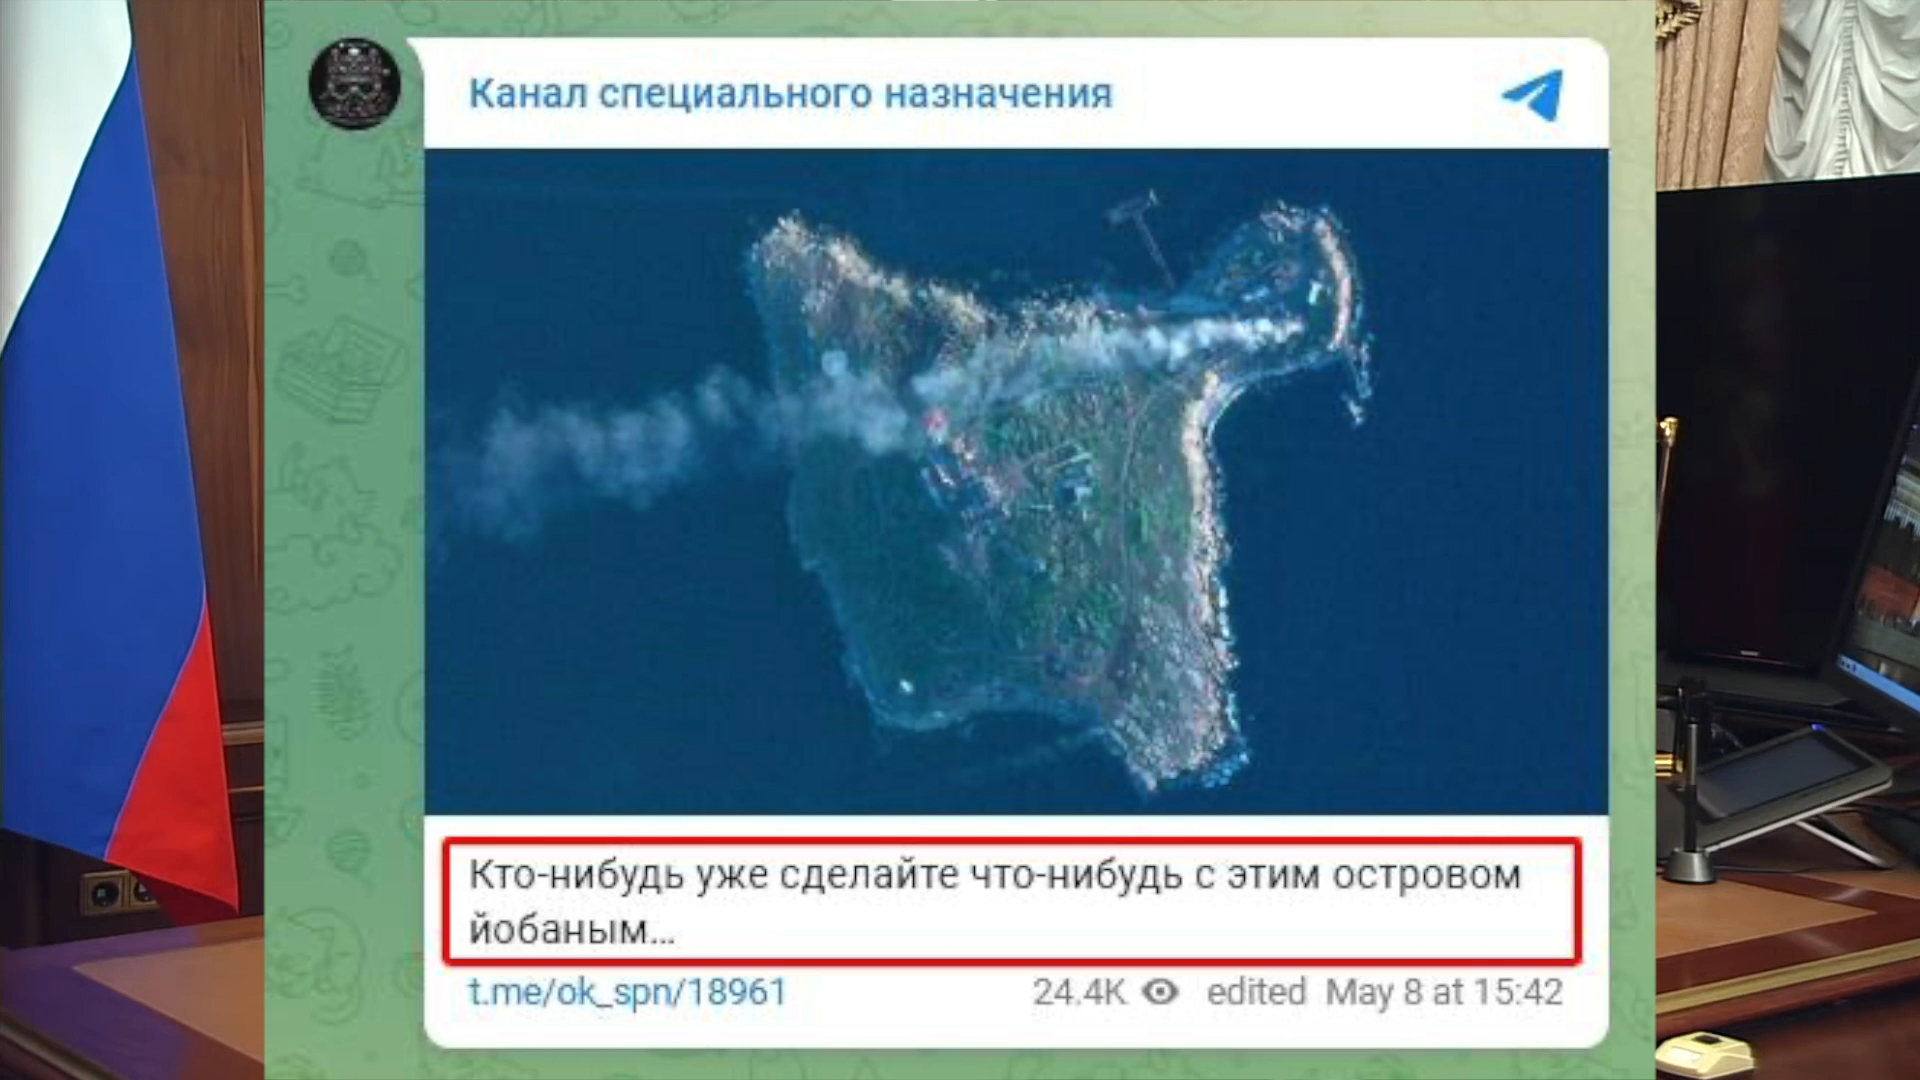 Канал специального назначения
Кто-нибудь уже сделайте что-нибудь с этим островом
йобаным...
t.me/ok_spn/18961 24.4K edited May 8 at 15:42